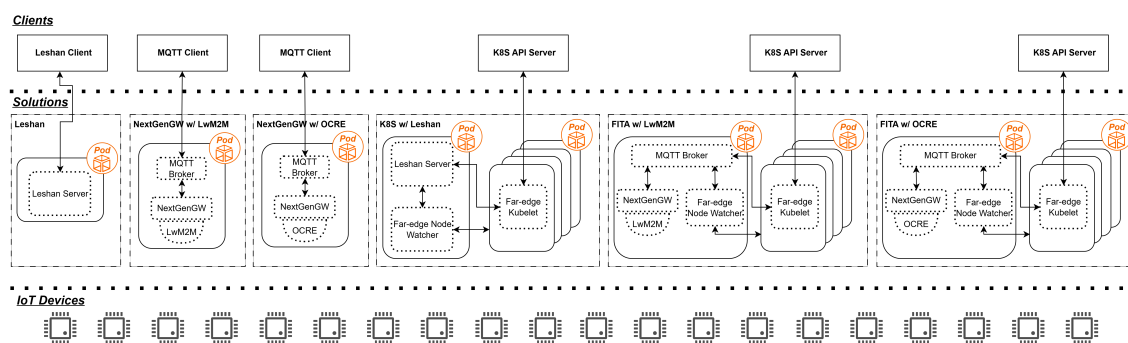 Clients
Leshan Client
MQTT Client
MQTT Client
K8S API Server
K8S API Server
K8S API Server
Solutions
Leshan
Pod
Leshan Server
NextGenGW w/ LwM2M
Pod
MQTT
Broker
NextGenGW
LwM2M
NextGenGW w/ OCRE
Pod
MQTT
Broker
NextGenGW
OCRE
K8S w/ Leshan
Pod
Leshan Server
Far-edge Node
Watcher
Pod
Far-edge
Kubelet
FITA w/ LwM2M
Pod
MQTT Broker
NextGenGW
LwM2M
Far-edge
Node Watcher
Pod
Far-edge
Kubelet
FITA w/ OCRE
Pod
MQTT Broker
NextGenGW
OCRE
Far-edge
Node Watcher
Pod
Far-edge
Kubelet
IoT Devices